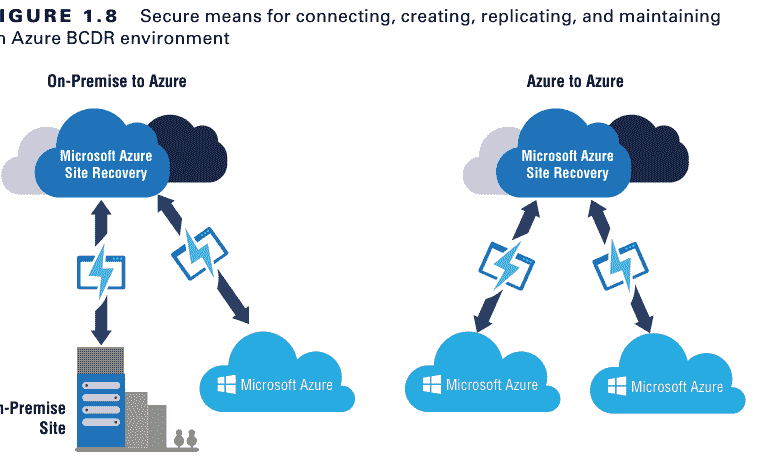 IGURE 1.8 Secure means for connecting, creating, replicating, and maintaining
n Azure BCDR environment
On-Premise to Azure
Azure to Azure
Microsoft Azure
Site Recovery
Microsoft Azure
Site Recovery
Microsoft Azure
Microsoft Azure
Microsoft Azure
n-Premise
Site